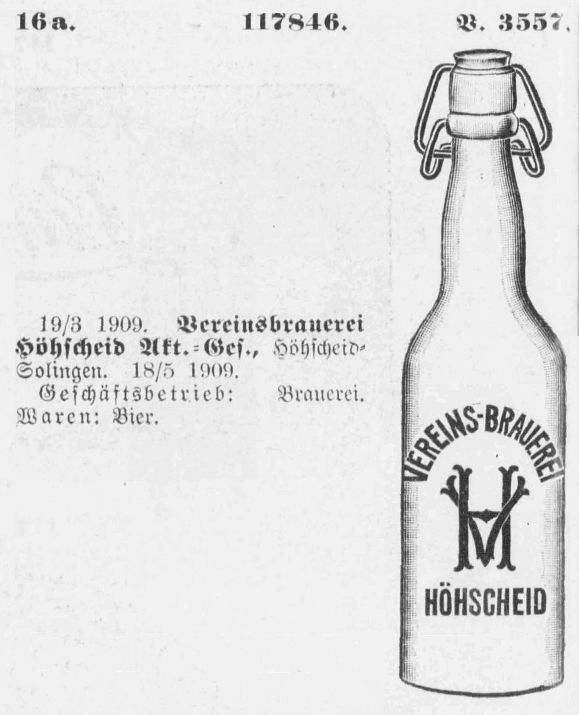 16a. 117846. V. 3557.
19/3 1909. Vereinsbrauerei
Höhscheid Akt.-Ges., Höhscheid-
Solingen. 18/5 1909.
Geschäftsbetrieb: Brauerei.
Waren: Bier.
VEREINS-BRAUEREI
HV
HÖHSCHEID